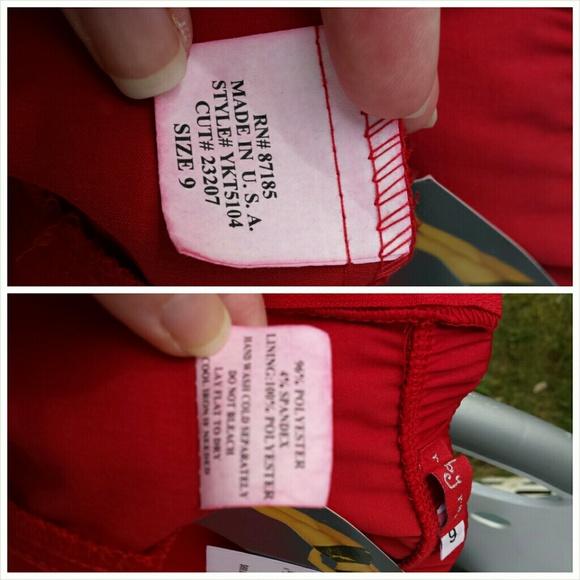 RN# 87185
MADE IN U. S. A.
STYLE# YKT5104
CUT# 23207
SIZE 9
96% POLYESTER
4% SPANDEX
LINING:100% POLYESTER
HAND WASH COLD SEPARATELY
DO NOT BLEACH
LAY FLAT TO DRY
COOL IRON IF NEEDED
by
9